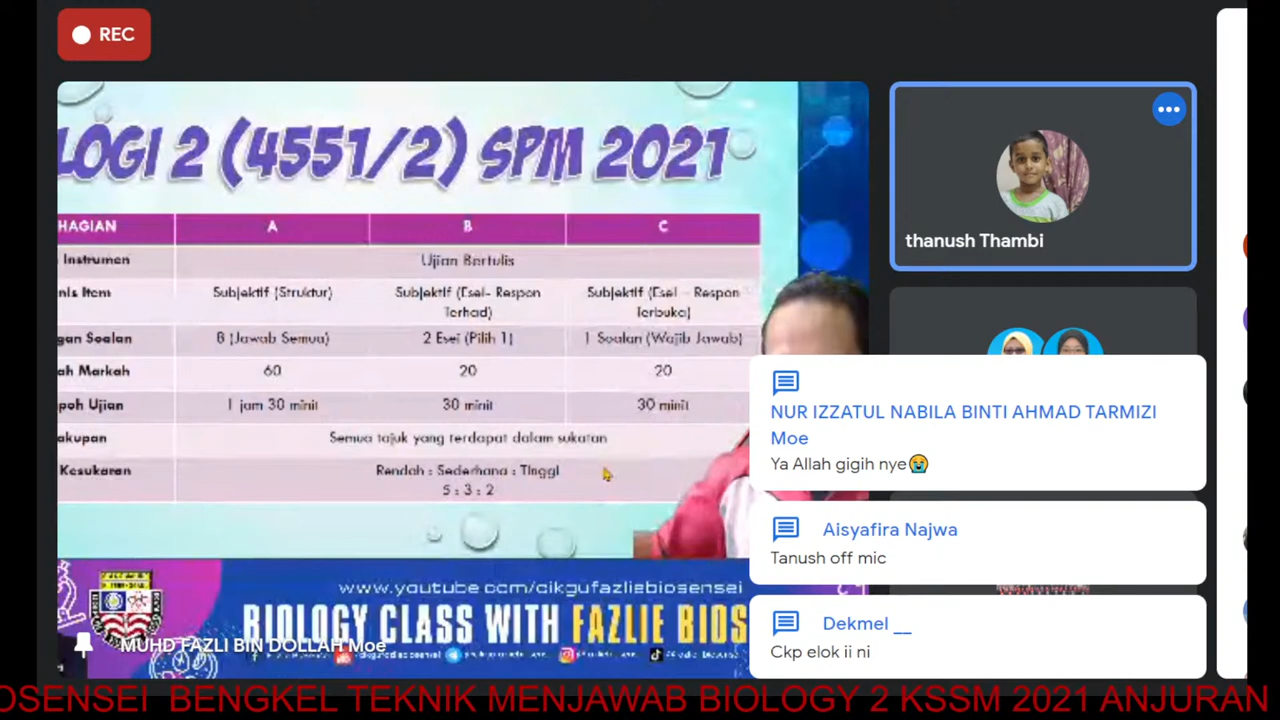 REC
LOGI 2 (4551/2) SPM 2021
HAGIAN A B C
Instrumen Ujian Bertulis
nis Item Subjektif (Struktur) Subjektif (Esei- Respon Terhad) Subjektif (Esei – Respon Terbuka)
gan Soalan 8 (Jawab Semua) 2 Esei (Pilih 1) 1 Soalan (Wajib Jawab)
ah Markah 60 20 20
poh Ujian 1 jam 30 minit 30 minit 30 minit
akupan Semua tajuk yang terdapat dalam sukatan
Kesukaran Rendah : Sederhana : Tinggi
5 : 3 : 2
www.youtube.com/cikgufazliebiosensei
BIOLOGY CLASS WITH FAZLIE BIOS
MUHD FAZLI BIN DOLLAH Moe
thanush Thambi
NUR IZZATUL NABILA BINTI AHMAD TARMIZI
Moe
Ya Allah gigih nye😭
Aisyafira Najwa
Tanush off mic
Dekmel __
Ckp elok ii ni
OSENSEI BENGKEL TEKNIK MENJAWAB BIOLOGY 2 KSSM 2021 ANJURAN